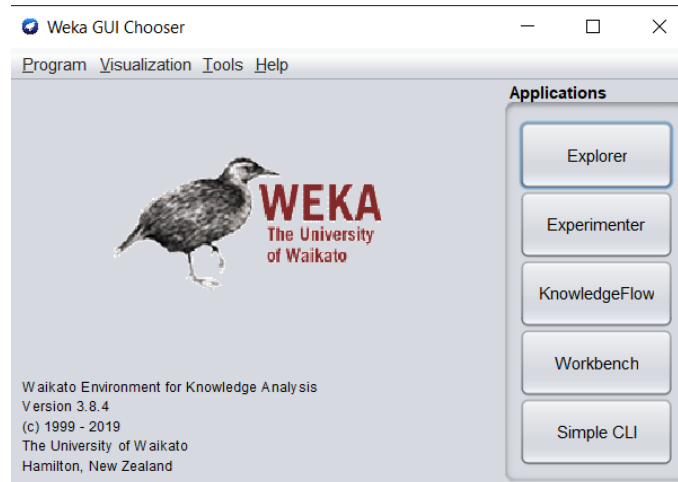 Weka GUI Chooser
Program Visualization Tools Help
Applications
Explorer
Experimenter
KnowledgeFlow
Workbench
Simple CLI
WEKA
The University
of Waikato
Waikato Environment for Knowledge Analysis
Version 3.8.4
(c) 1999 - 2019
The University of Waikato
Hamilton, New Zealand